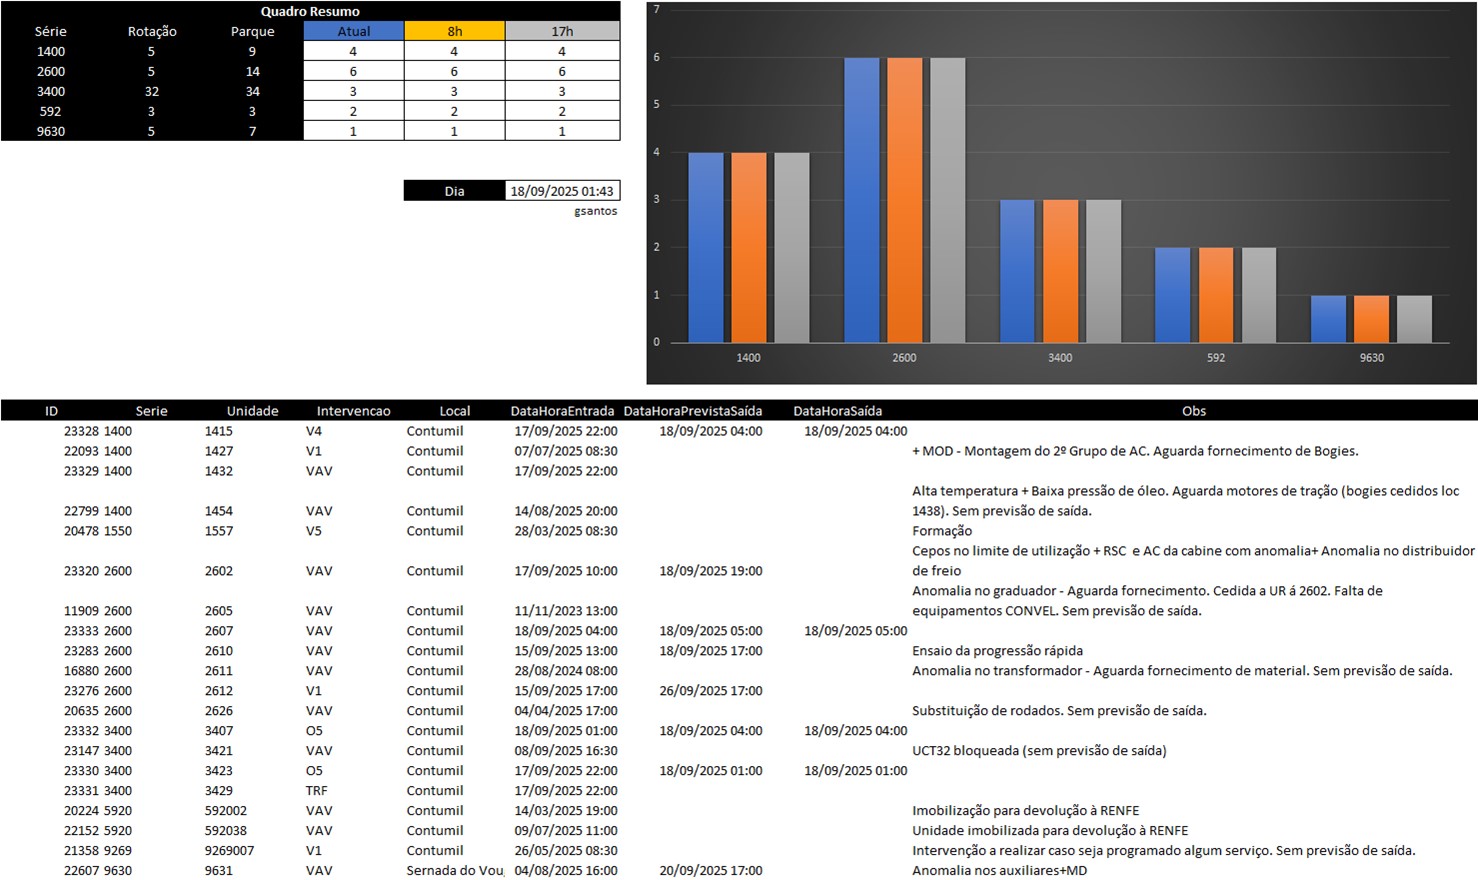 Quadro Resumo
Série Rotação Parque Atual 8h 17h
1400 5 9 4 4 4
2600 5 14 6 6 6
3400 32 34 3 3 3
592 3 3 2 2 2
9630 5 7 1 1 1
Dia 18/09/2025 01:43
gsantos
7
6
5
4
3
2
1
0
1400 2600 3400 592 9630
ID Serie Unidade Intervencao Local DataHoraEntrada DataHoraPrevistaSaída DataHoraSaída Obs
23328 1400 1415 V4 Contumil 17/09/2025 22:00 18/09/2025 04:00 18/09/2025 04:00
22093 1400 1427 V1 Contumil 07/07/2025 08:30 + MOD - Montagem do 2º Grupo de AC. Aguarda fornecimento de Bogies.
23329 1400 1432 VAV Contumil 17/09/2025 22:00
Alta temperatura + Baixa pressão de óleo. Aguarda motores de tração (bogies cedidos loc
22799 1400 1454 VAV Contumil 14/08/2025 20:00 1438). Sem previsão de saída.
20478 1550 1557 V5 Contumil 28/03/2025 08:30 Formação
Cepos no limite de utilização + RSC e AC da cabine com anomalia+ Anomalia no distribuidor
23320 2600 2602 VAV Contumil 17/09/2025 10:00 18/09/2025 19:00 de freio
Anomalia no graduador - Aguarda fornecimento. Cedida a UR á 2602. Falta de
11909 2600 2605 VAV Contumil 11/11/2023 13:00 equipamentos CONVEL. Sem previsão de saída.
23333 2600 2607 VAV Contumil 18/09/2025 04:00 18/09/2025 05:00 18/09/2025 05:00
23283 2600 2610 VAV Contumil 15/09/2025 13:00 18/09/2025 17:00 Ensaio da progressão rápida
16880 2600 2611 VAV Contumil 28/08/2024 08:00 Anomalia no transformador - Aguarda fornecimento de material. Sem previsão de saída.
23276 2600 2612 V1 Contumil 15/09/2025 17:00 26/09/2025 17:00
20635 2600 2626 VAV Contumil 04/04/2025 17:00 Substituição de rodados. Sem previsão de saída.
23332 3400 3407 O5 Contumil 18/09/2025 01:00 18/09/2025 04:00 18/09/2025 04:00
23147 3400 3421 VAV Contumil 08/09/2025 16:30 UCT32 bloqueada (sem previsão de saída)
23330 3400 3423 O5 Contumil 17/09/2025 22:00 18/09/2025 01:00 18/09/2025 01:00
23331 3400 3429 TRF Contumil 17/09/2025 22:00
20224 5920 592002 VAV Contumil 14/03/2025 19:00 Imobilização para devolução à RENFE
22152 5920 592038 VAV Contumil 09/07/2025 11:00 Unidade imobilizada para devolução à RENFE
21358 9269 9269007 V1 Contumil 26/05/2025 08:30 Intervenção a realizar caso seja programado algum serviço. Sem previsão de saída.
22607 9630 9631 VAV Sernada do Vou 04/08/2025 16:00 20/09/2025 17:00 Anomalia nos auxiliares+MD